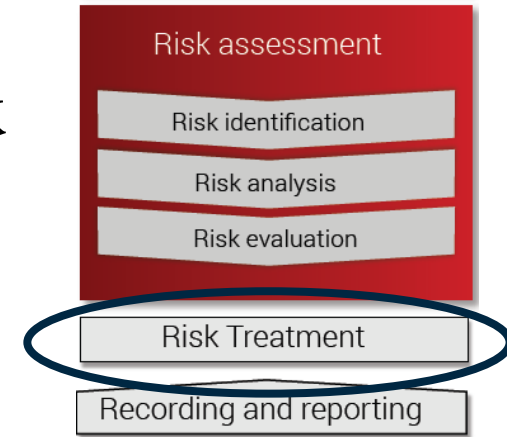 Risk assessment
Risk identification
Risk analysis
Risk evaluation
Risk Treatment
Recording and reporting